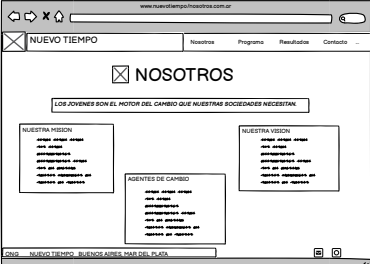 www.nuevotiempo/nosotros.com.ar
NUEVO TIEMPO
Nosotros Programa Resultados Contacto ...
NOSOTROS
LOS JOVENES SON EL MOTOR DEL CAMBIO QUE NUESTRAS SOCIEDADES NECESITAN.
NUESTRA MISION
NUESTRA VISION
AGENTES DE CAMBIO
ONG NUEVO TIEMPO BUENOS AIRES, MAR DEL PLATA